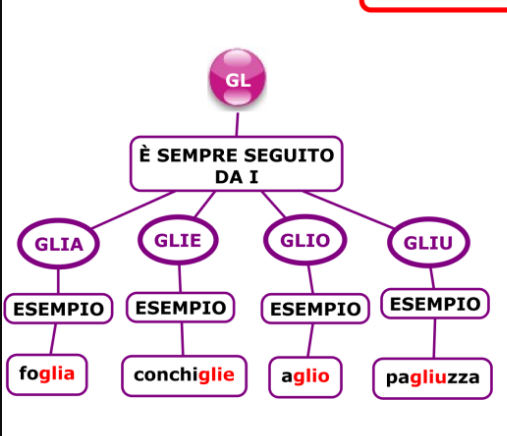 GL
È SEMPRE SEGUITO
DA I
GLIA
GLIE
GLIO
GLIU
ESEMPIO
ESEMPIO
ESEMPIO
ESEMPIO
foglia
conchiglie
aglio
pagliuzza